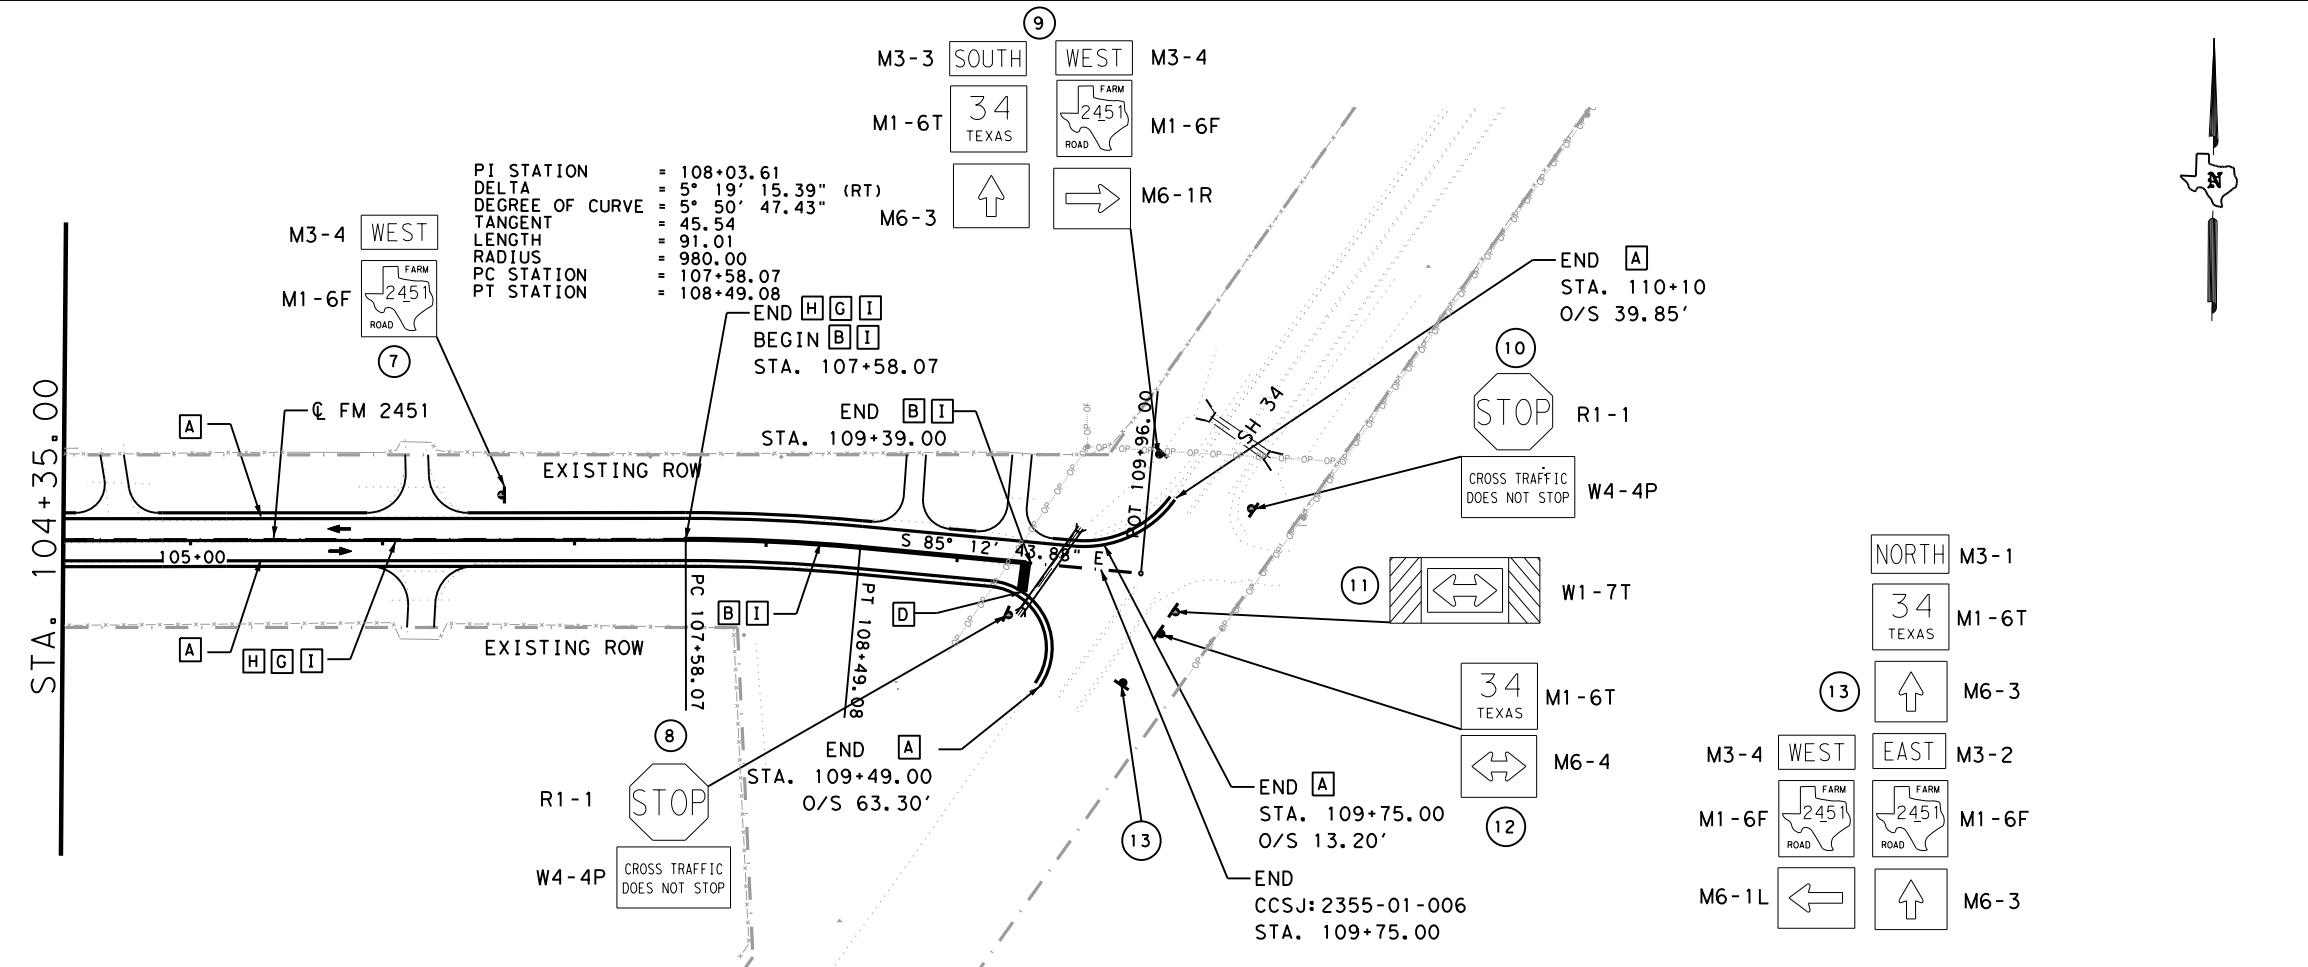 9
M3-3 SOUTH WEST M3-4
M1-6T 34 TEXAS FARM 2451 ROAD M1-6F
M6-3 M6-1R
PI STATION = 108+03.61
DELTA = 5° 19' 15.39" (RT)
DEGREE OF CURVE = 5° 50' 47.43"
TANGENT = 45.54
LENGTH = 91.01
RADIUS = 980.00
PC STATION = 107+58.07
PT STATION = 108+49.08
M3-4 WEST
M1-6F FARM 2451 ROAD
7
END H G I
BEGIN B I
STA. 107+58.07
END A
STA. 110+10
O/S 39.85'
N
STA. 104+35.00
A
℄ FM 2451
END B I
STA. 109+39.00
EXISTING ROW
POT 109+96.00
SH 34
10
STOP R1-1
CROSS TRAFFIC
DOES NOT STOP W4-4P
105+00
S 85° 12' 43.88" E
A
H G I
EXISTING ROW
PC 107+58.07
B I
PT 108+49.08
D
11 W1-7T
34 TEXAS M1-6T
M6-4
12
8
R1-1 STOP
W4-4P CROSS TRAFFIC
DOES NOT STOP
END A
STA. 109+49.00
O/S 63.30'
13
END A
STA. 109+75.00
O/S 13.20'
END
CCSJ:2355-01-006
STA. 109+75.00
NORTH M3-1
34 TEXAS M1-6T
13 M6-3
M3-4 WEST EAST M3-2
M1-6F FARM 2451 ROAD FARM 2451 ROAD M1-6F
M6-1L M6-3
OP OP OP OP OP OP